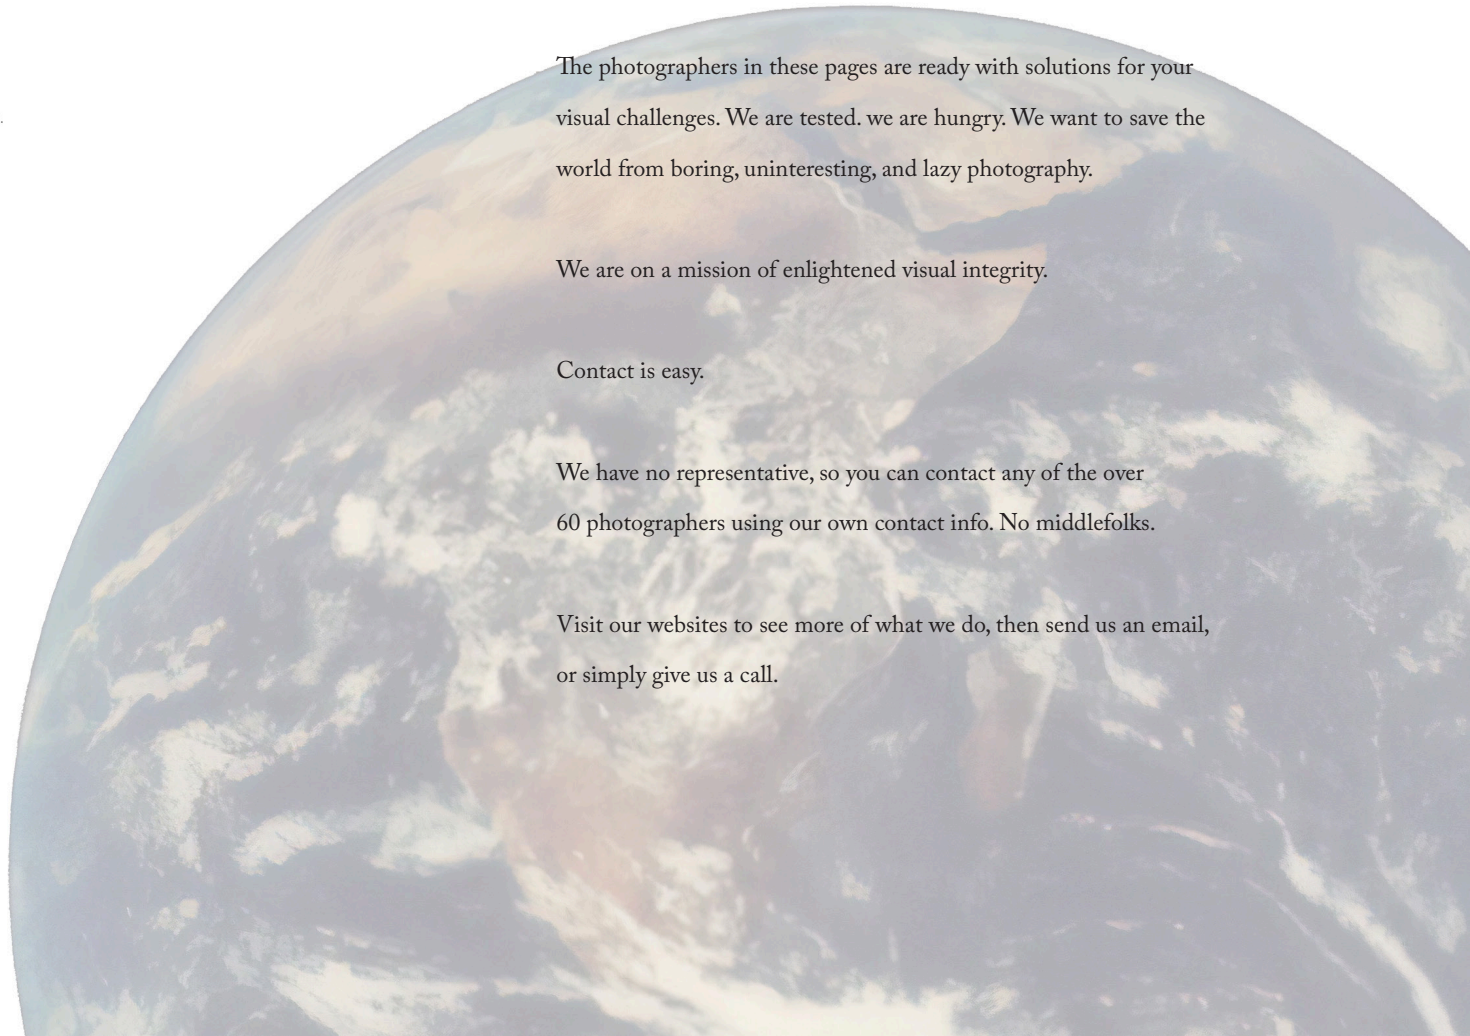 The photographers in these pages are ready with solutions for your
visual challenges. We are tested. we are hungry. We want to save the
world from boring, uninteresting, and lazy photography.
We are on a mission of enlightened visual integrity.
Contact is easy.
We have no representative, so you can contact any of the over
60 photographers using our own contact info. No middlefolks.
Visit our websites to see more of what we do, then send us an email,
or simply give us a call.